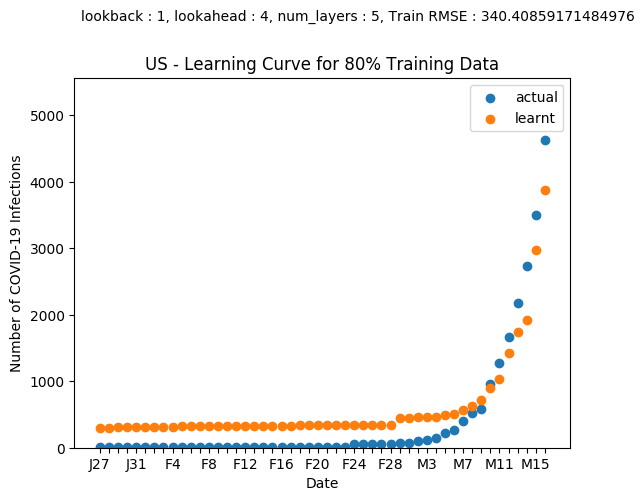 lookback : 1, lookahead : 4, num_layers : 5, Train RMSE : 340.40859171484976
US - Learning Curve for 80% Training Data
actual
learnt
Number of COVID-19 Infections
5000
4000
3000
2000
1000
0
J27 J31 F4 F8 F12 F16 F20 F24 F28 M3 M7 M11 M15
Date